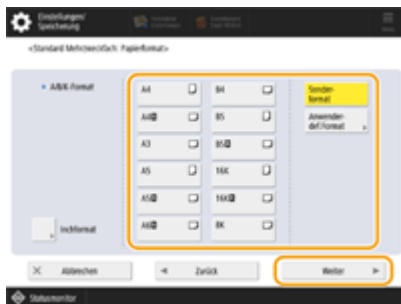 Einstellungen/
Speicherung
<Standard Mehrzweckfach: Papierformat>
A/B/K-Format
A4
B4
Sender-
format
A4R
B5
Anwender-
def.Format
A3
B5R
A5
16K
A5R
16KR
A6R
8K
Inchformat
Abbrechen
Zurück
Weiter
Statusmonitor